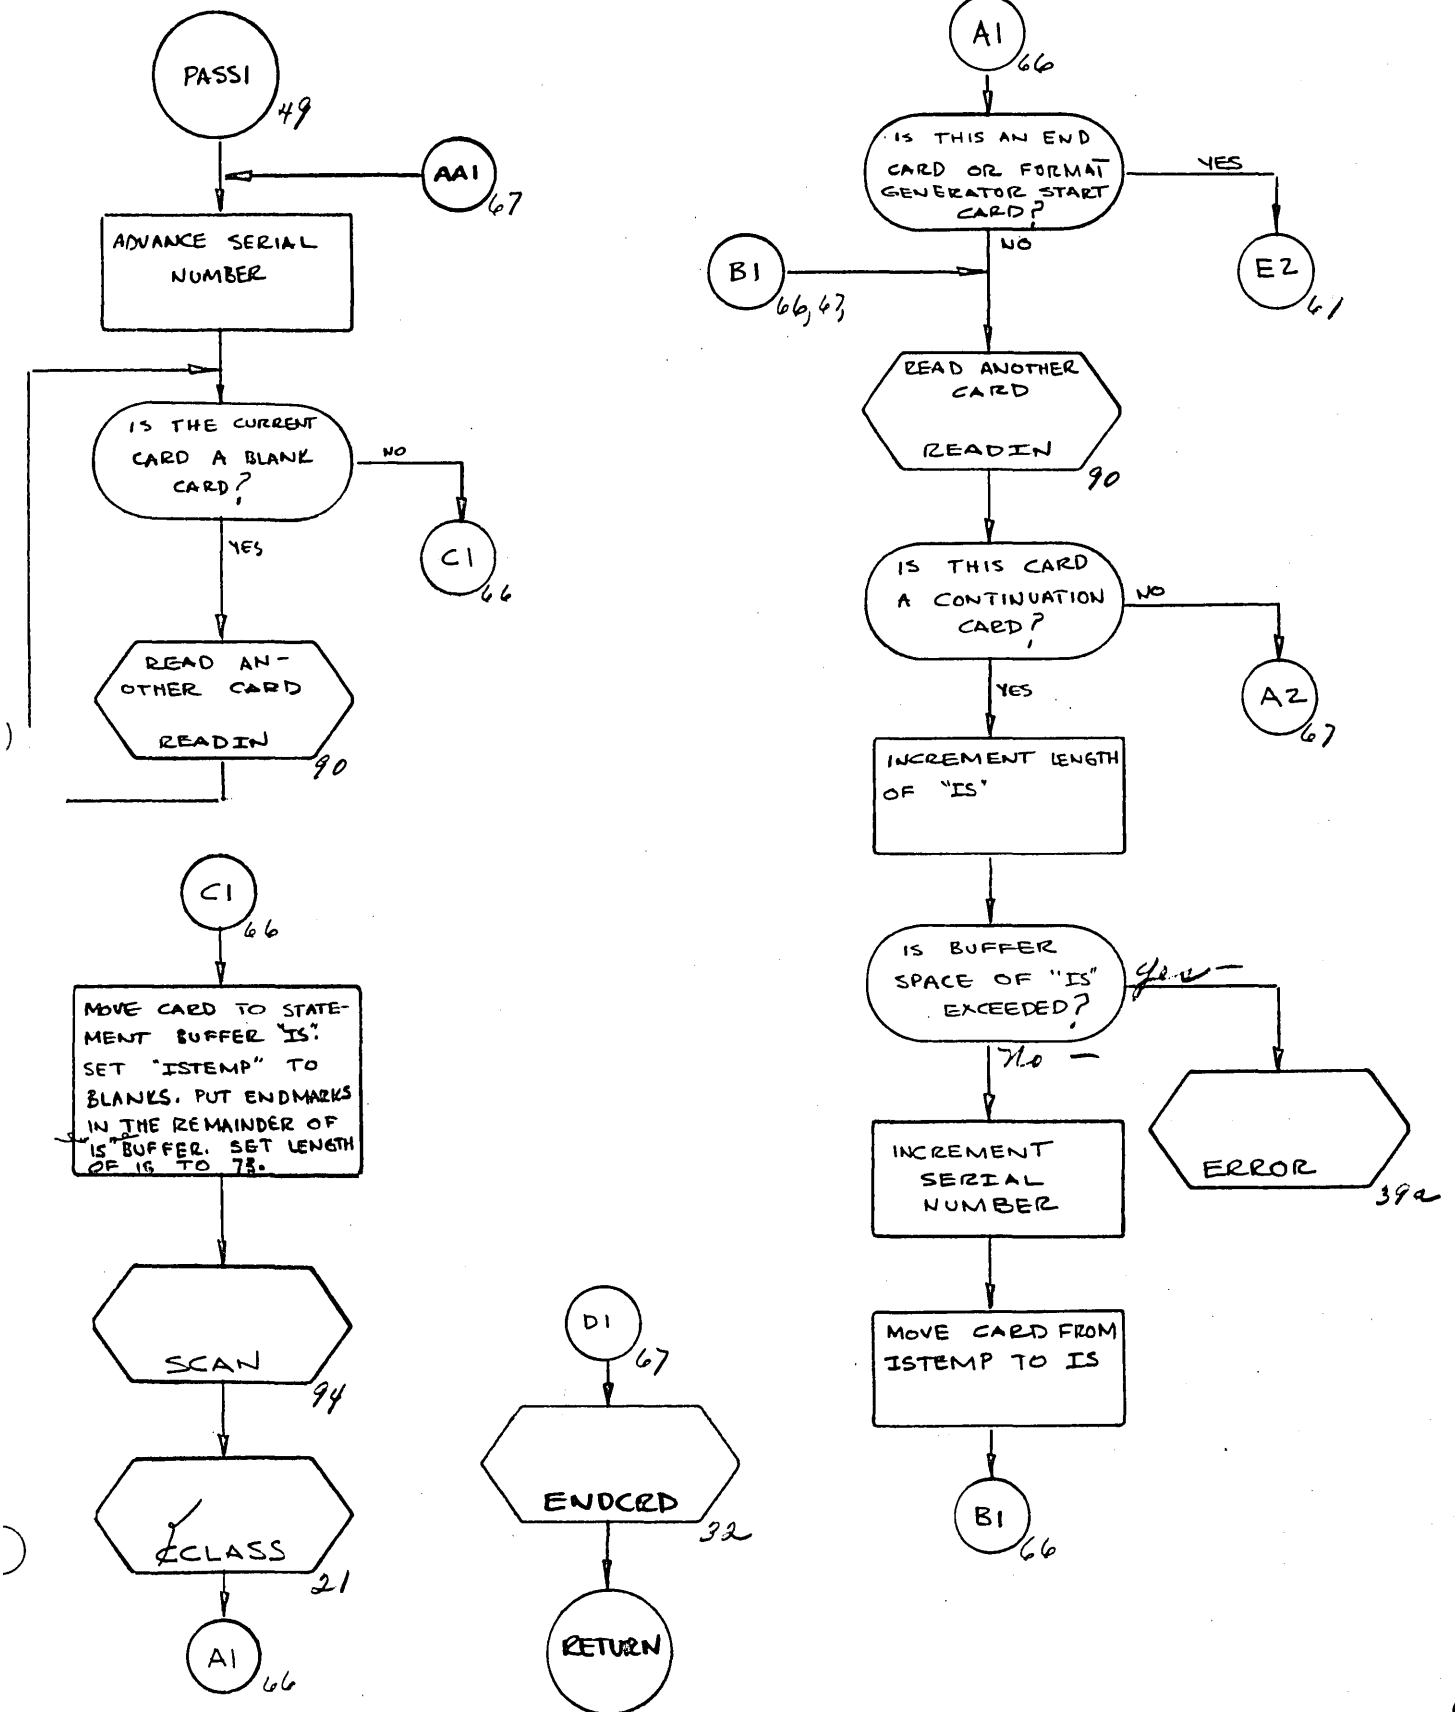 PASS1
49
AA1
67
ADVANCE SERIAL
NUMBER
IS THE CURRENT
CARD A BLANK
CARD?
NO
C1
66
YES
READ AN-
OTHER CARD
READIN
90
C1
66
MOVE CARD TO STATE-
MENT BUFFER "IS".
SET "ISTEMP" TO
BLANKS. PUT ENDMARKS
IN THE REMAINDER OF
"IS" BUFFER. SET LENGTH
OF IS TO 73.
SCAN
94
CLASS
21
A1
66
D1
67
ENDCRD
32
RETURN
A1
66
IS THIS AN END
CARD OR FORMAT
GENERATOR START
CARD?
YES
E2
61
NO
B1
66, 67,
READ ANOTHER
CARD
READIN
90
IS THIS CARD
A CONTINUATION
CARD?
NO
A2
67
YES
INCREMENT LENGTH
OF "IS"
IS BUFFER
SPACE OF "IS"
EXCEEDED?
Yes -
No -
ERROR
39a
INCREMENT
SERIAL
NUMBER
MOVE CARD FROM
ISTEMP TO IS
B1
66